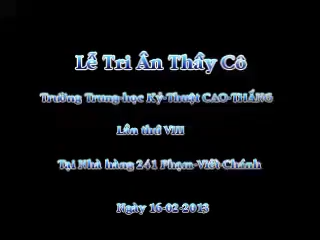 Lễ Tri Ân Thầy Cô
Trường Trung-học Kỹ-Thuật CAO-THẮNG
Lần thứ VIII
Tại Nhà hàng 241 Phạm-Viết-Chánh
Ngày 16-02-2013